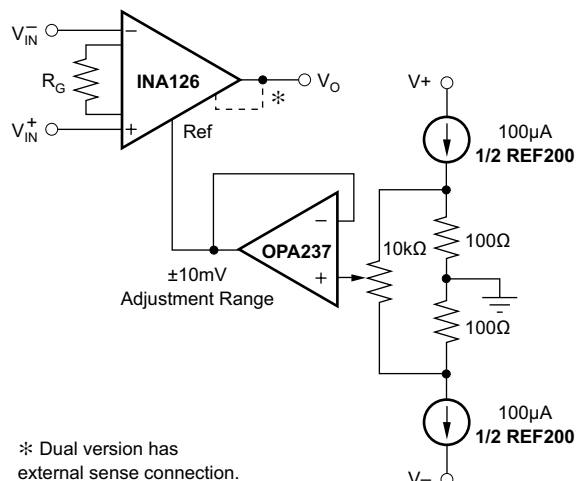 V⁻IN
−
RG
INA126
VO
*
V⁺IN
+
Ref
V+
100µA
1/2 REF200
−
OPA237
+
10kΩ
100Ω
±10mV
Adjustment Range
100Ω
100µA
1/2 REF200
* Dual version has
external sense connection.
V−